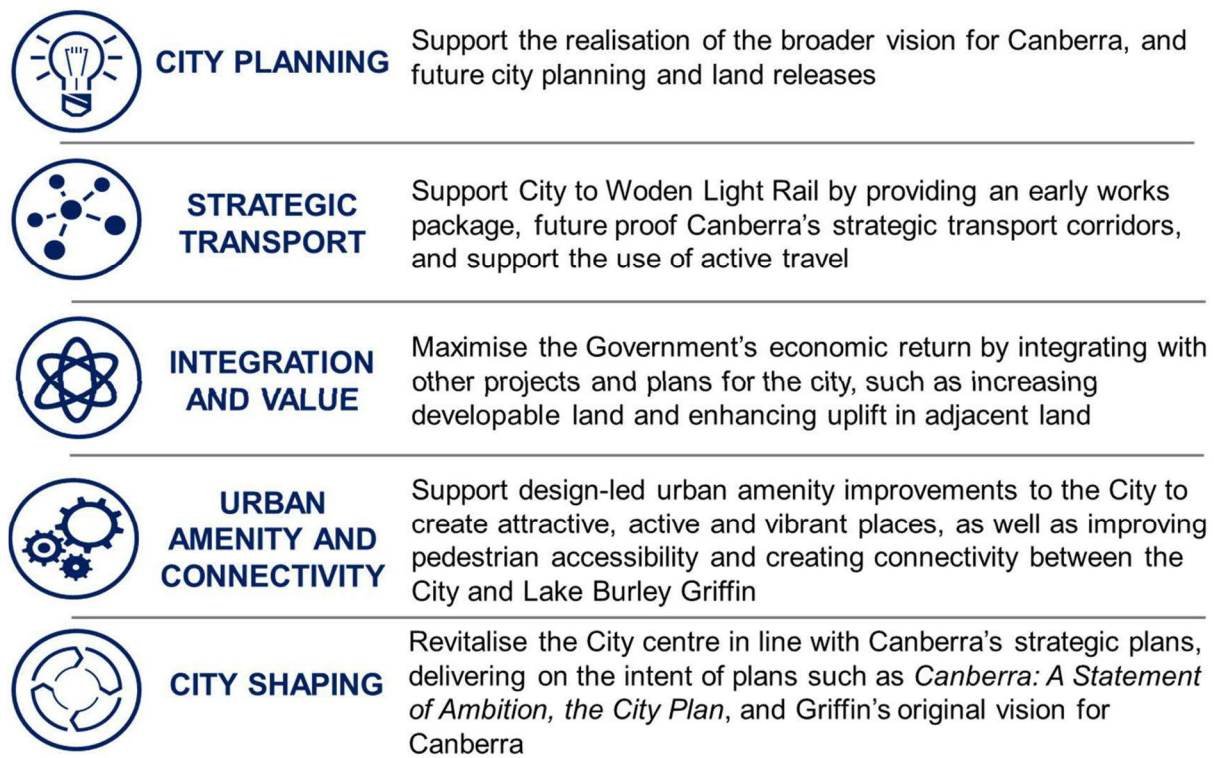 CITY PLANNING
Support the realisation of the broader vision for Canberra, and
future city planning and land releases
STRATEGIC
TRANSPORT
Support City to Woden Light Rail by providing an early works
package, future proof Canberra's strategic transport corridors,
and support the use of active travel
INTEGRATION
AND VALUE
Maximise the Government's economic return by integrating with
other projects and plans for the city, such as increasing
developable land and enhancing uplift in adjacent land
URBAN
AMENITY AND
CONNECTIVITY
Support design-led urban amenity improvements to the City to
create attractive, active and vibrant places, as well as improving
pedestrian accessibility and creating connectivity between the
City and Lake Burley Griffin
CITY SHAPING
Revitalise the City centre in line with Canberra's strategic plans,
delivering on the intent of plans such as Canberra: A Statement
of Ambition, the City Plan, and Griffin's original vision for
Canberra